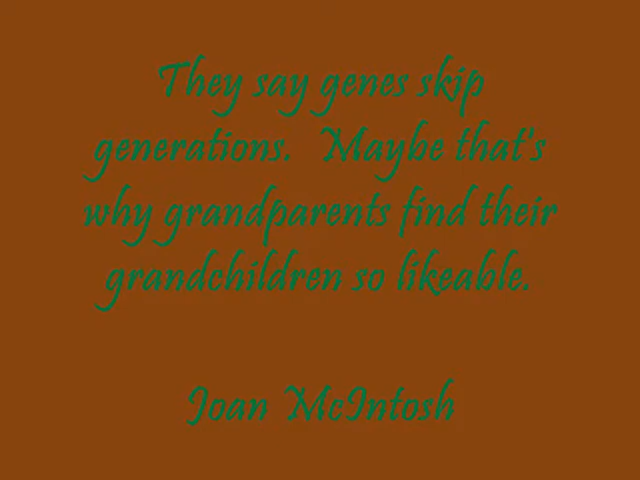 They say genes skip
generations.  Maybe that's
why grandparents find their
grandchildren so likeable.
Joan McIntosh